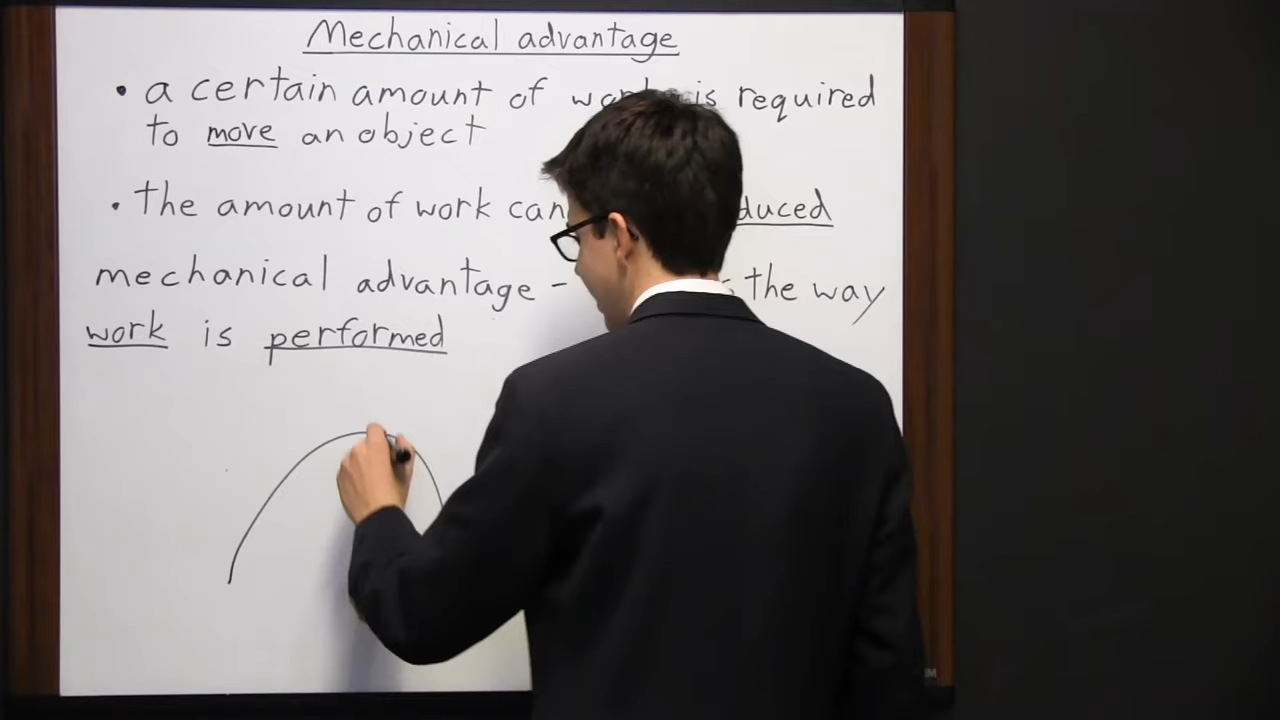 Mechanical advantage
• a certain amount of is required
to move an object
• the amount of work can duced
mechanical advantage - the way
work is performed